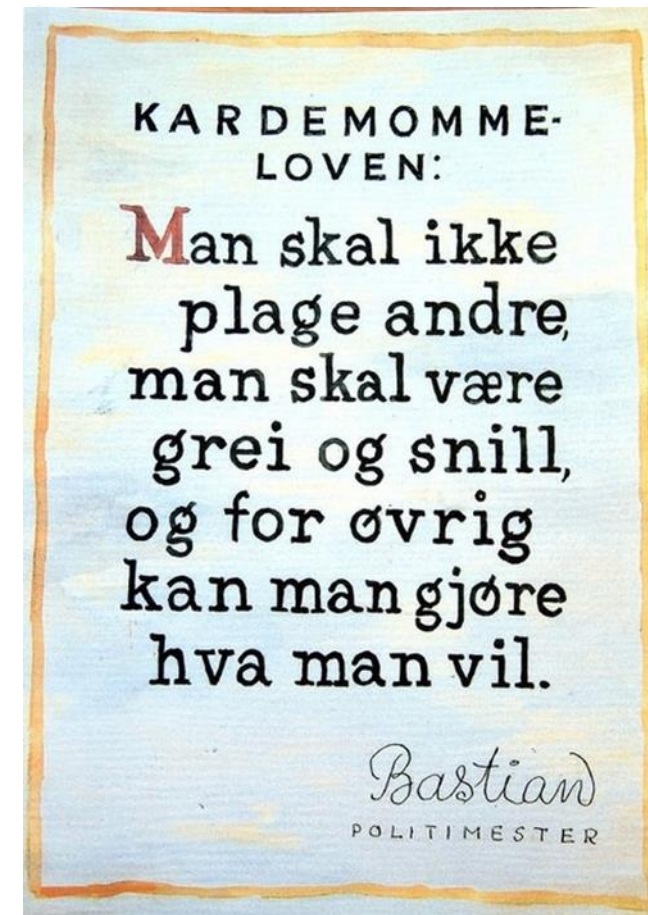 KARDEMOMME-
LOVEN:
Man skal ikke
plage andre,
man skal være
grei og snill,
og for øvrig
kan man gjøre
hva man vil.
Bastian
POLITIMESTER